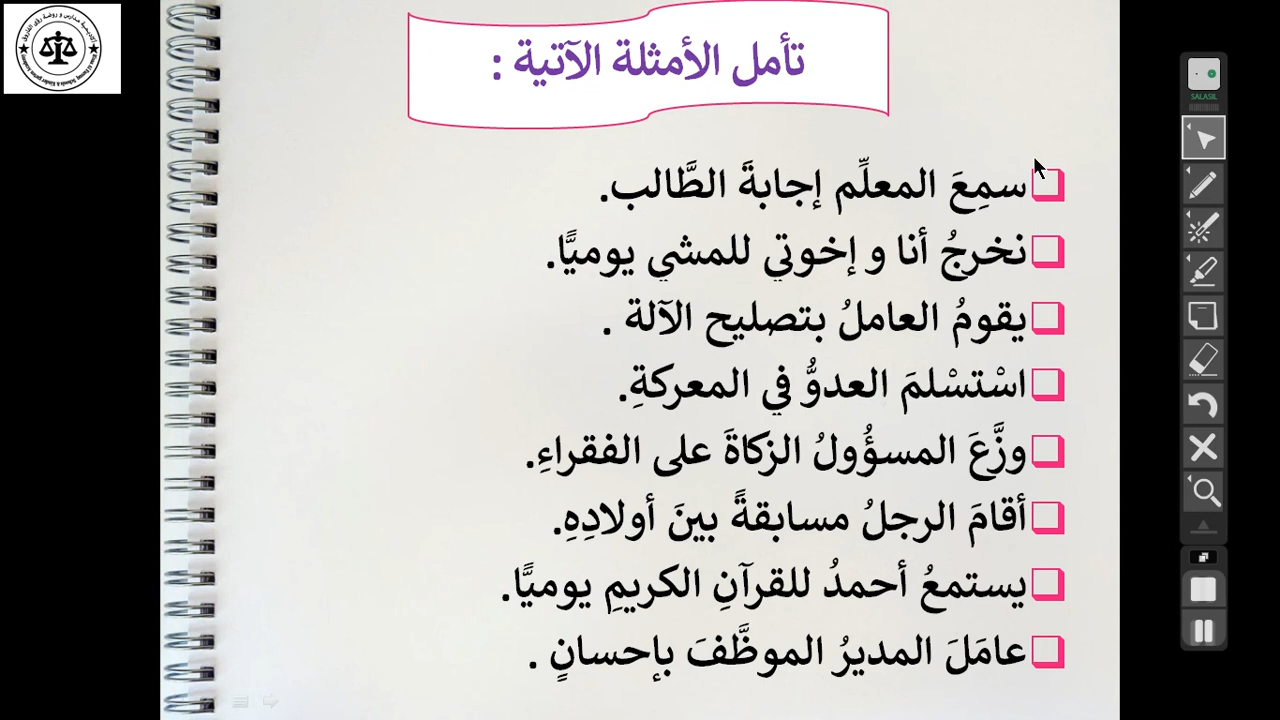 تأمل الأمثلة الآتية :
سمِعَ المعلِّم إجابةَ الطَّالب.
نخرجُ أنا و إخوتي للمشي يوميًّا.
يقومُ العاملُ بتصليح الآلة .
اسْتسْلمَ العدوُّ في المعركةِ.
وزَّعَ المسؤُولُ الزكاةَ على الفقراءِ.
أقامَ الرجلُ مسابقةً بينَ أولادِهِ.
يستمعُ أحمدُ للقرآنِ الكريمِ يوميًّا.
عامَلَ المديرُ الموظَّفَ بإحسانٍ .
SALASIL